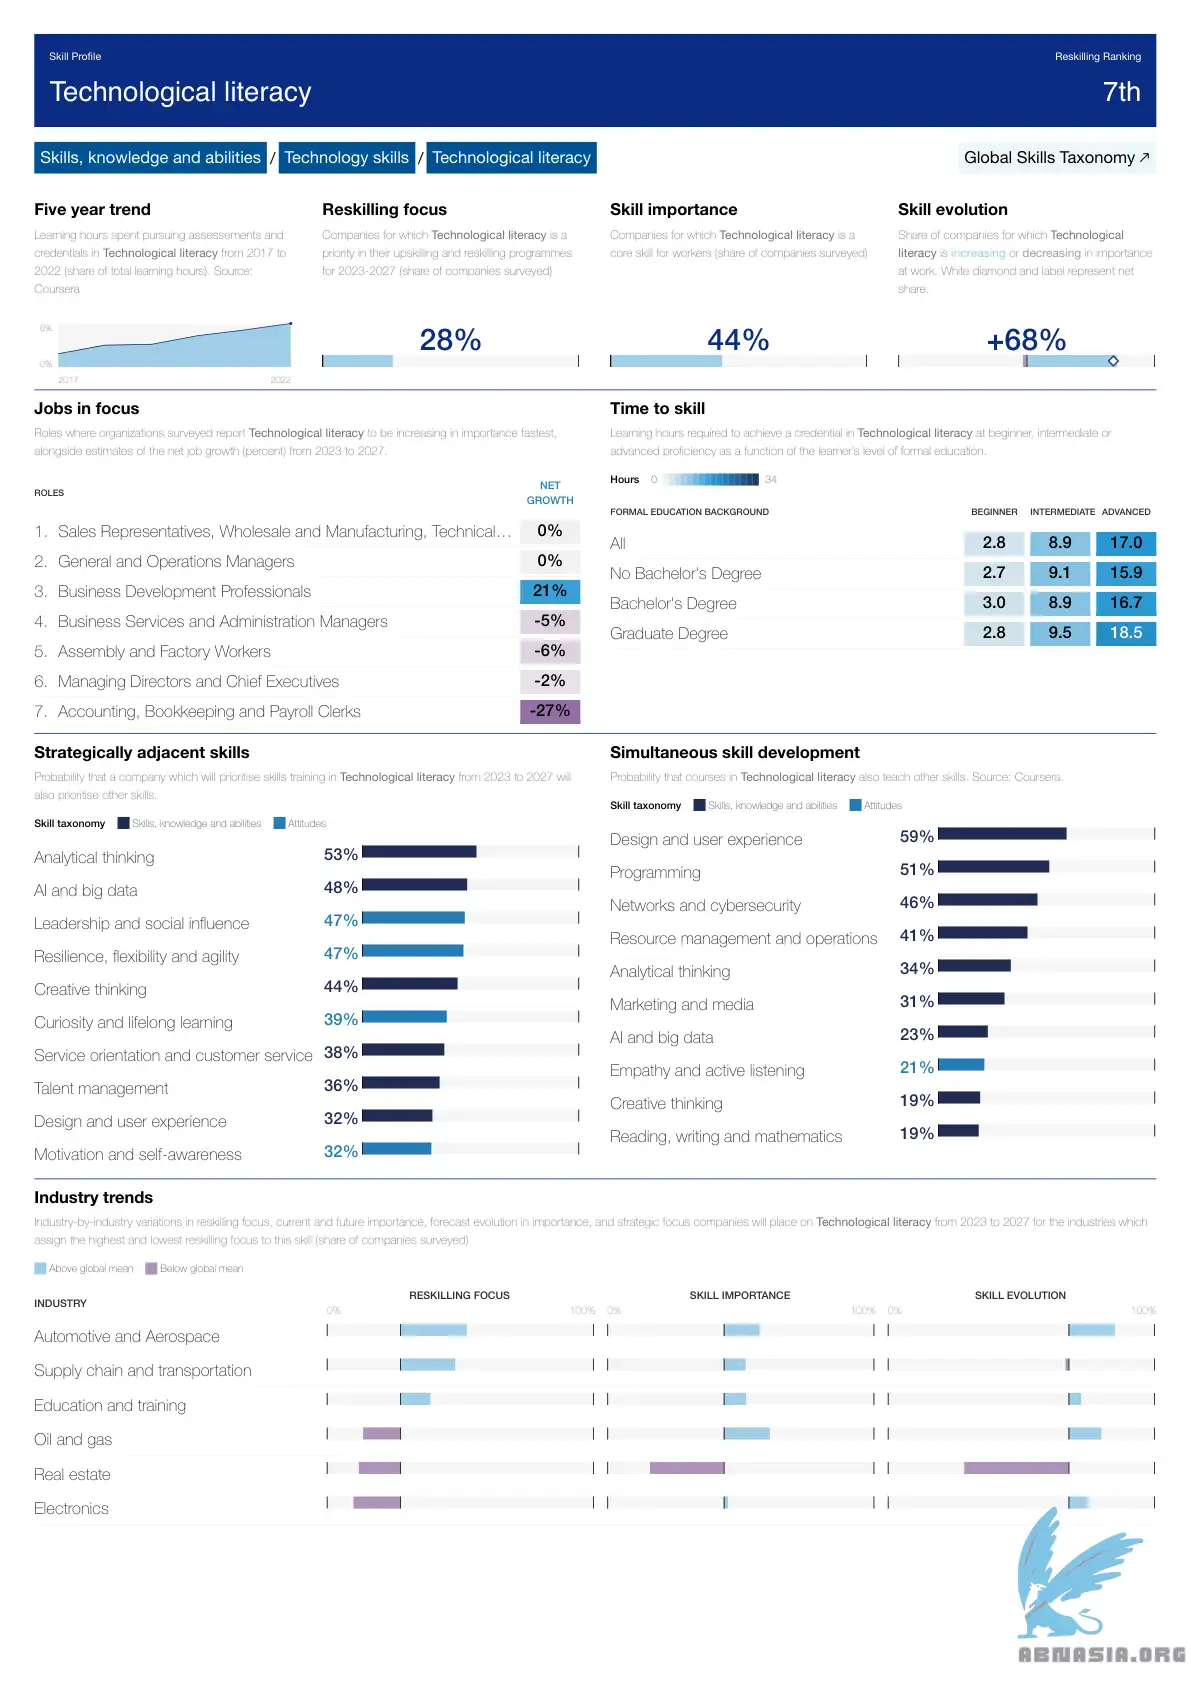 Skill Profile
Reskilling Ranking
Technological literacy
7th
Skills, knowledge and abilities / Technology skills / Technological literacy
Global Skills Taxonomy ↗
Five year trend
Learning hours spent pursuing assessements and
credentials in Technological literacy from 2017 to
2022 (share of total learning hours). Source:
Coursera
6%
0%
2017
2022
Reskilling focus
Companies for which Technological literacy is a
priority in their upskilling and reskilling programmes
for 2023-2027 (share of companies surveyed)
28%
Skill importance
Companies for which Technological literacy is a
core skill for workers (share of companies surveyed)
44%
Skill evolution
Share of companies for which Technological
literacy is increasing or decreasing in importance
at work. White diamond and label represent net
share.
+68%
Jobs in focus
Roles where organizations surveyed report Technological literacy to be increasing in importance fastest,
alongside estimates of the net job growth (percent) from 2023 to 2027.
ROLES
NET
GROWTH
1. Sales Representatives, Wholesale and Manufacturing, Technical… 0%
2. General and Operations Managers 0%
3. Business Development Professionals 21%
4. Business Services and Administration Managers -5%
5. Assembly and Factory Workers -6%
6. Managing Directors and Chief Executives -2%
7. Accounting, Bookkeeping and Payroll Clerks -27%
Time to skill
Learning hours required to achieve a credential in Technological literacy at beginner, intermediate or
advanced proficiency as a function of the learner's level of formal education.
Hours 0 34
FORMAL EDUCATION BACKGROUND BEGINNER INTERMEDIATE ADVANCED
All 2.8 8.9 17.0
No Bachelor's Degree 2.7 9.1 15.9
Bachelor's Degree 3.0 8.9 16.7
Graduate Degree 2.8 9.5 18.5
Strategically adjacent skills
Probability that a company which will prioritise skills training in Technological literacy from 2023 to 2027 will
also prioritise other skills.
Skill taxonomy Skills, knowledge and abilities Attitudes
Analytical thinking 53%
AI and big data 48%
Leadership and social influence 47%
Resilience, flexibility and agility 47%
Creative thinking 44%
Curiosity and lifelong learning 39%
Service orientation and customer service 38%
Talent management 36%
Design and user experience 32%
Motivation and self-awareness 32%
Simultaneous skill development
Probability that courses in Technological literacy also teach other skills. Source: Coursera.
Skill taxonomy Skills, knowledge and abilities Attitudes
Design and user experience 59%
Programming 51%
Networks and cybersecurity 46%
Resource management and operations 41%
Analytical thinking 34%
Marketing and media 31%
AI and big data 23%
Empathy and active listening 21%
Creative thinking 19%
Reading, writing and mathematics 19%
Industry trends
Industry-by-industry variations in reskilling focus, current and future importance, forecast evolution in importance, and strategic focus companies will place on Technological literacy from 2023 to 2027 for the industries which
assign the highest and lowest reskilling focus to this skill (share of companies surveyed)
Above global mean Below global mean
INDUSTRY RESKILLING FOCUS SKILL IMPORTANCE SKILL EVOLUTION
0% 100% 0% 100% 0% 100%
Automotive and Aerospace
Supply chain and transportation
Education and training
Oil and gas
Real estate
Electronics
ABNASIA.ORG